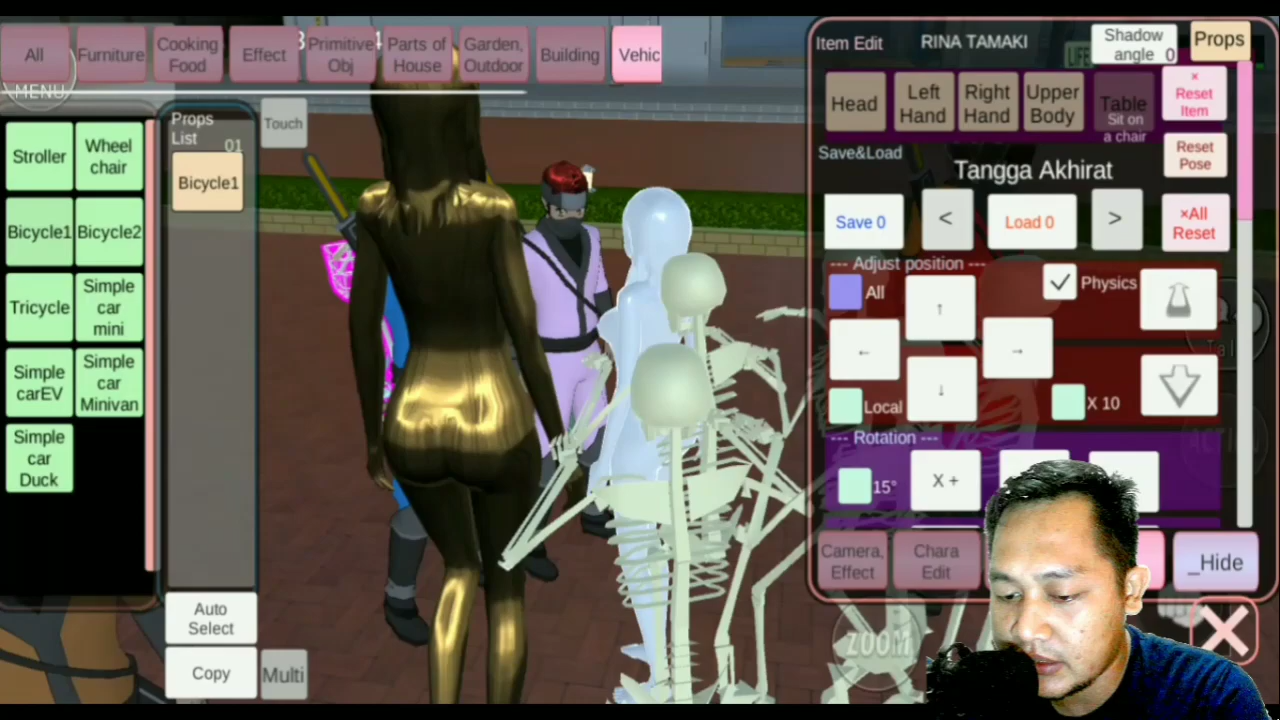 All
Furniture
Cooking
Food
Effect
Primitive
Obj
Parts of
House
Garden,
Outdoor
Building
Vehic
MENU
Stroller
Wheel
chair
Bicycle1
Bicycle2
Tricycle
Simple
car
mini
Simple
carEV
Simple
car
Minivan
Simple
car
Duck
Props
List
01
Bicycle1
Touch
Auto
Select
Copy
Multi
Item Edit
RINA TAMAKI
LIFE
Shadow
angle 0
Props
Head
Left
Hand
Right
Hand
Upper
Body
Table
Sit on
a chair
×
Reset
Item
Save&Load
Tangga Akhirat
Reset
Pose
Save 0
<
Load 0
>
×All
Reset
--- Adjust position ---
All
↑
Physics
←
→
Local
↓
X 10
--- Rotation ---
15°
X +
Camera,
Effect
Chara
Edit
_Hide
ZOOM